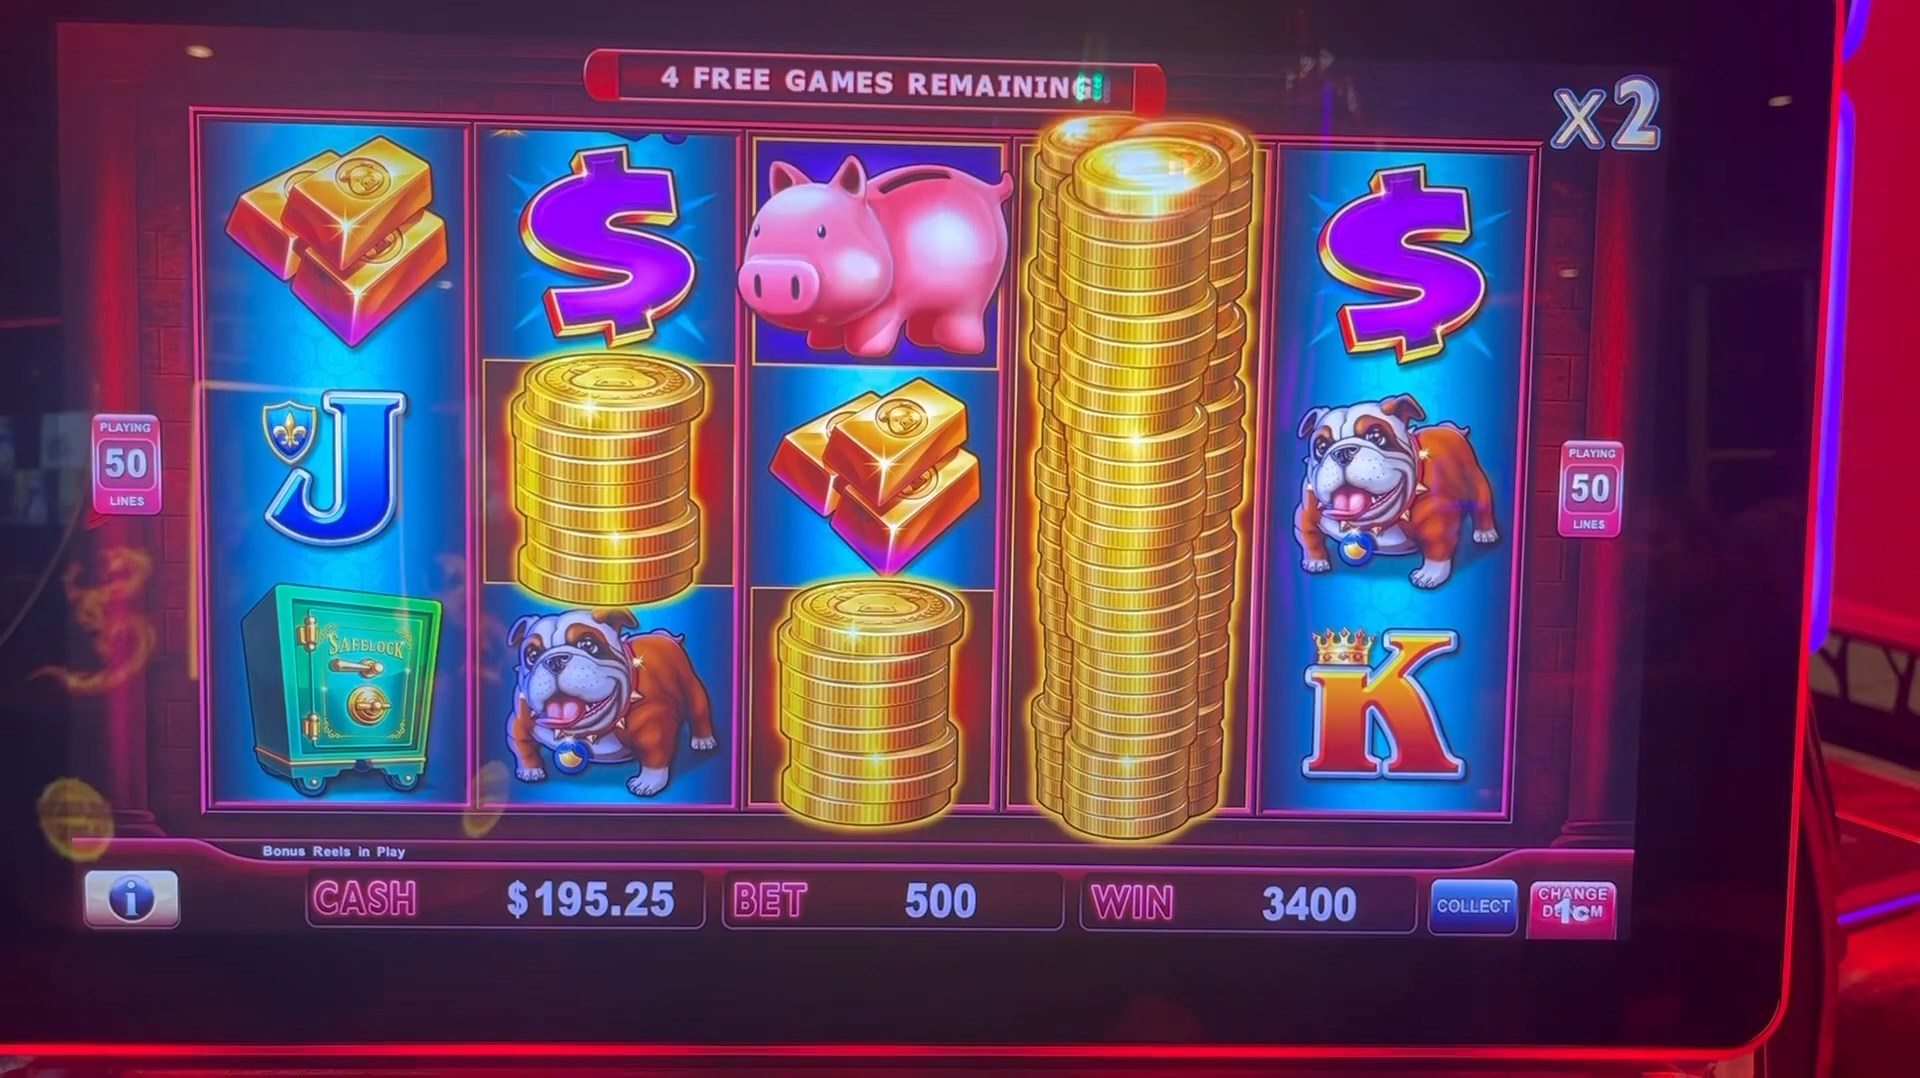 4 FREE GAMES REMAINING!
X2
PLAYING
50
LINES
SAFELOCK
J
K
PLAYING
50
LINES
Bonus Reels in Play
CASH $195.25
BET 500
WIN 3400
COLLECT
CHANGE
1c